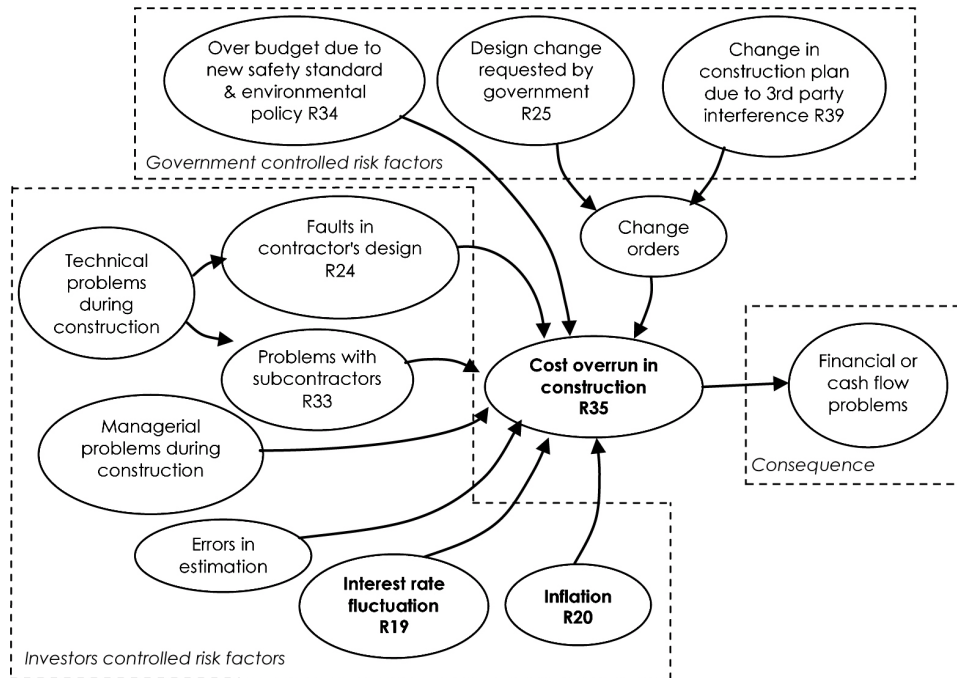 Over budget due to
new safety standard
& environmental
policy R34
Design change
requested by
government
R25
Change in
construction plan
due to 3rd party
interference R39
Government controlled risk factors
Change
orders
Faults in
contractor's design
R24
Technical
problems
during
construction
Problems with
subcontractors
R33
Cost overrun in
construction
R35
Financial or
cash flow
problems
Consequence
Managerial
problems during
construction
Errors in
estimation
Interest rate
fluctuation
R19
Inflation
R20
Investors controlled risk factors